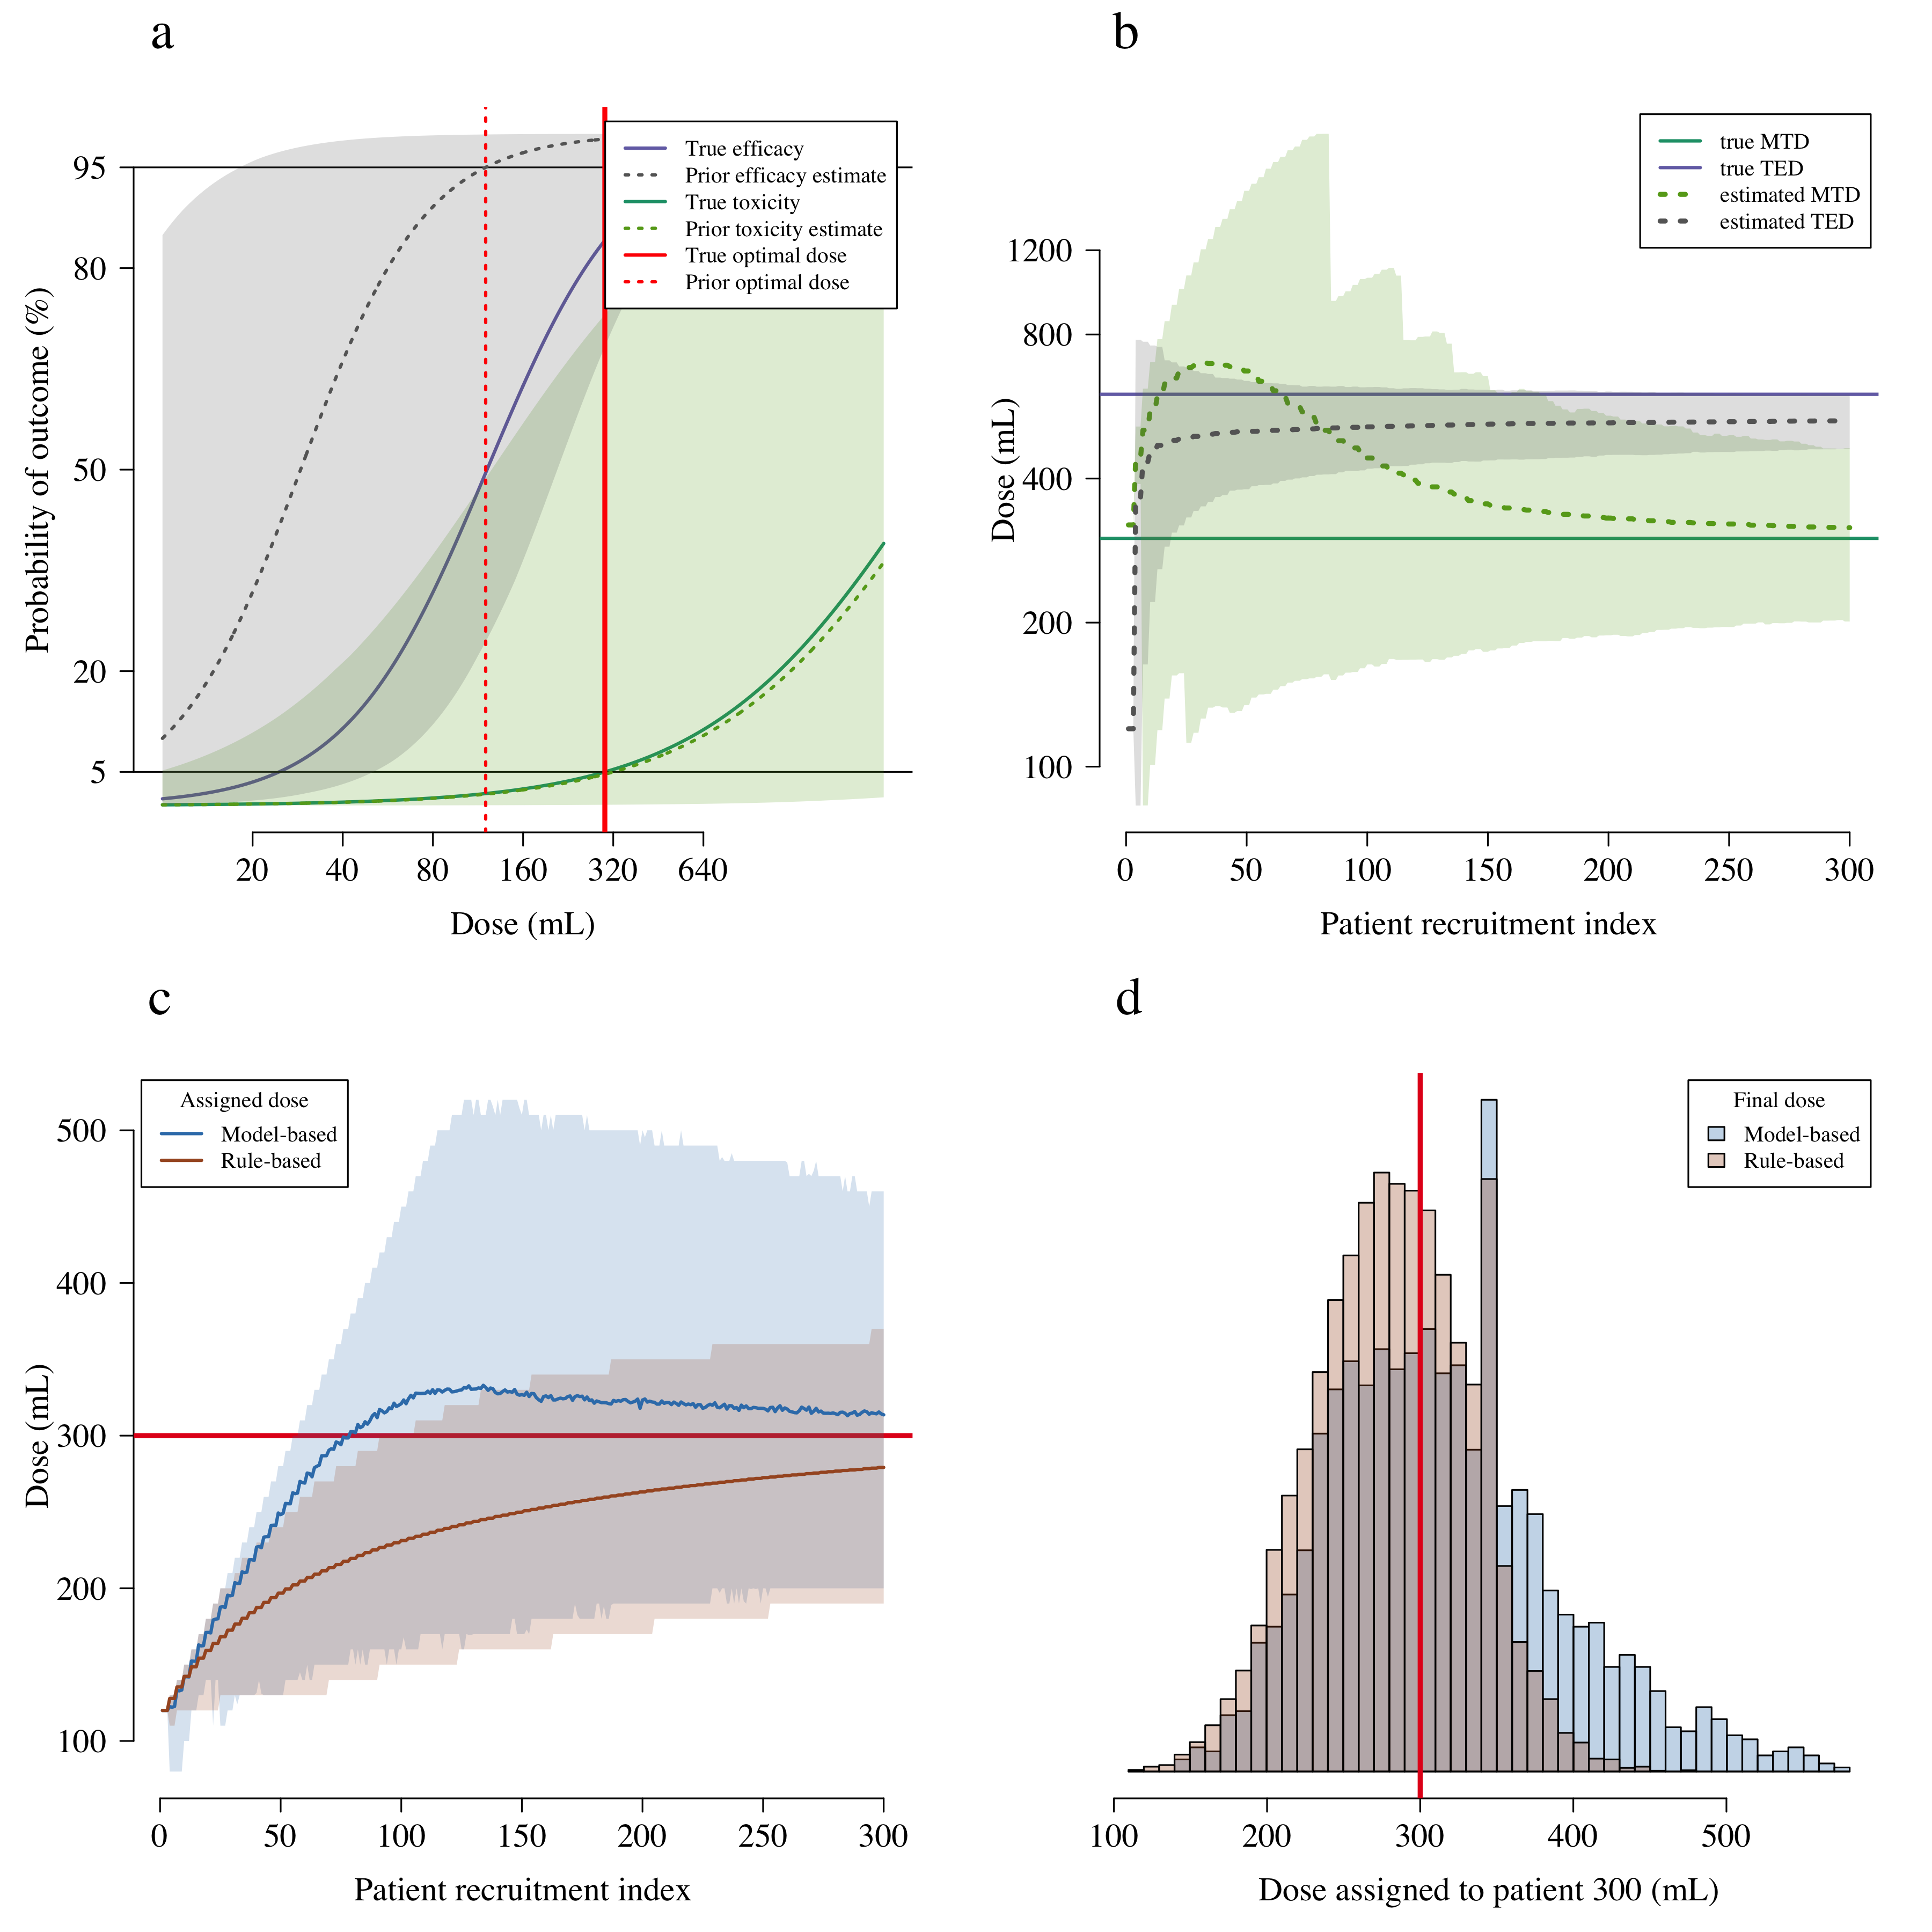 a
95
80
50
20
5
Probability of outcome (%)
True efficacy
Prior efficacy estimate
True toxicity
Prior toxicity estimate
True optimal dose
Prior optimal dose
20 40 80 160 320 640
Dose (mL)
b
1200
800
400
200
100
Dose (mL)
true MTD
true TED
estimated MTD
estimated TED
0 50 100 150 200 250 300
Patient recruitment index
c
500
400
300
200
100
Dose (mL)
Assigned dose
Model-based
Rule-based
0 50 100 150 200 250 300
Patient recruitment index
d
Final dose
Model-based
Rule-based
100 200 300 400 500
Dose assigned to patient 300 (mL)